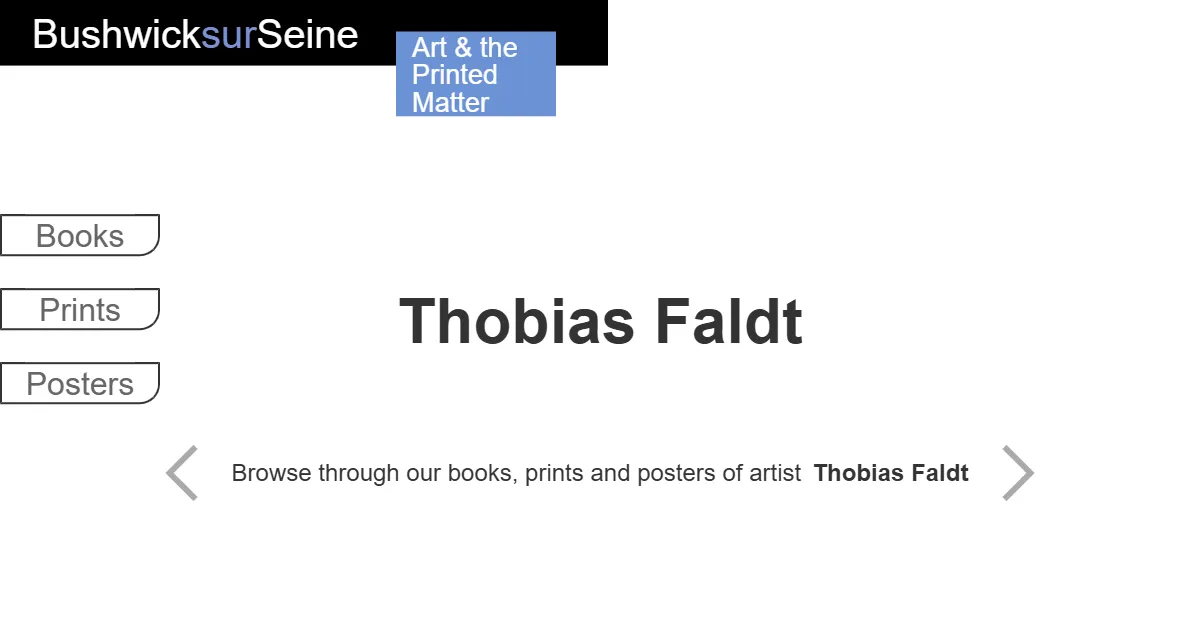 BushwicksurSeine
Art & the
Printed
Matter
Books
Prints
Posters
Thobias Faldt
Browse through our books, prints and posters of artist Thobias Faldt